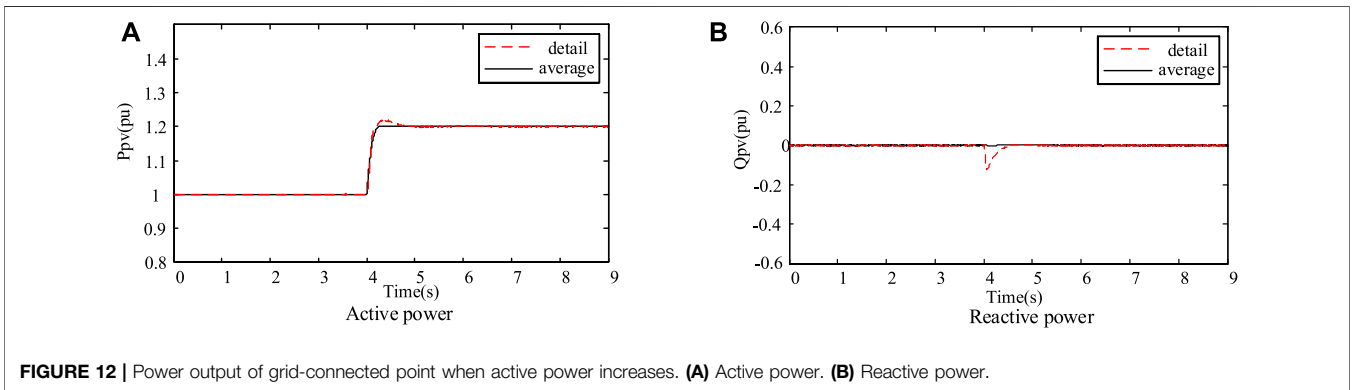 A
detail
average
1.4
1.3
1.2
1.1
1
0.9
0.8
Ppv(pu)
0 1 2 3 4 5 6 7 8 9
Time(s)
Active power
B
detail
average
0.6
0.4
0.2
0
-0.2
-0.4
-0.6
Qpv(pu)
0 1 2 3 4 5 6 7 8 9
Time(s)
Reactive power
FIGURE 12 | Power output of grid-connected point when active power increases. (A) Active power. (B) Reactive power.